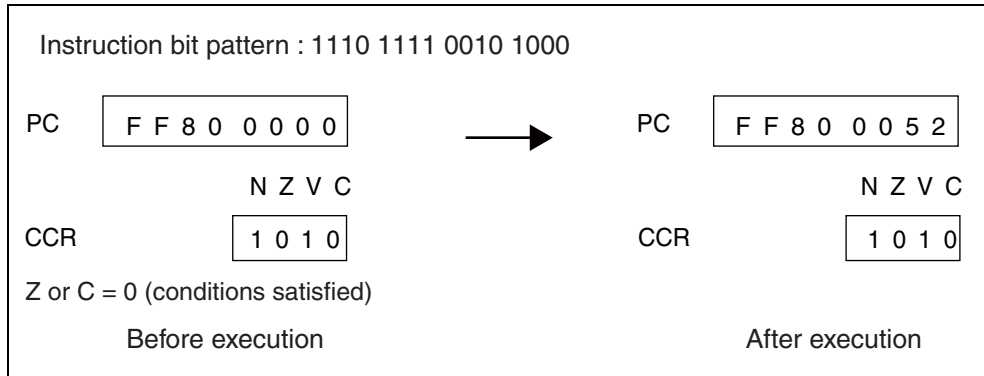 Instruction bit pattern : 1110 1111 0010 1000
PC F F 8 0 0 0 0 0 PC F F 8 0 0 0 5 2
N Z V C N Z V C
CCR 1 0 1 0 CCR 1 0 1 0
Z or C = 0 (conditions satisfied)
Before execution After execution